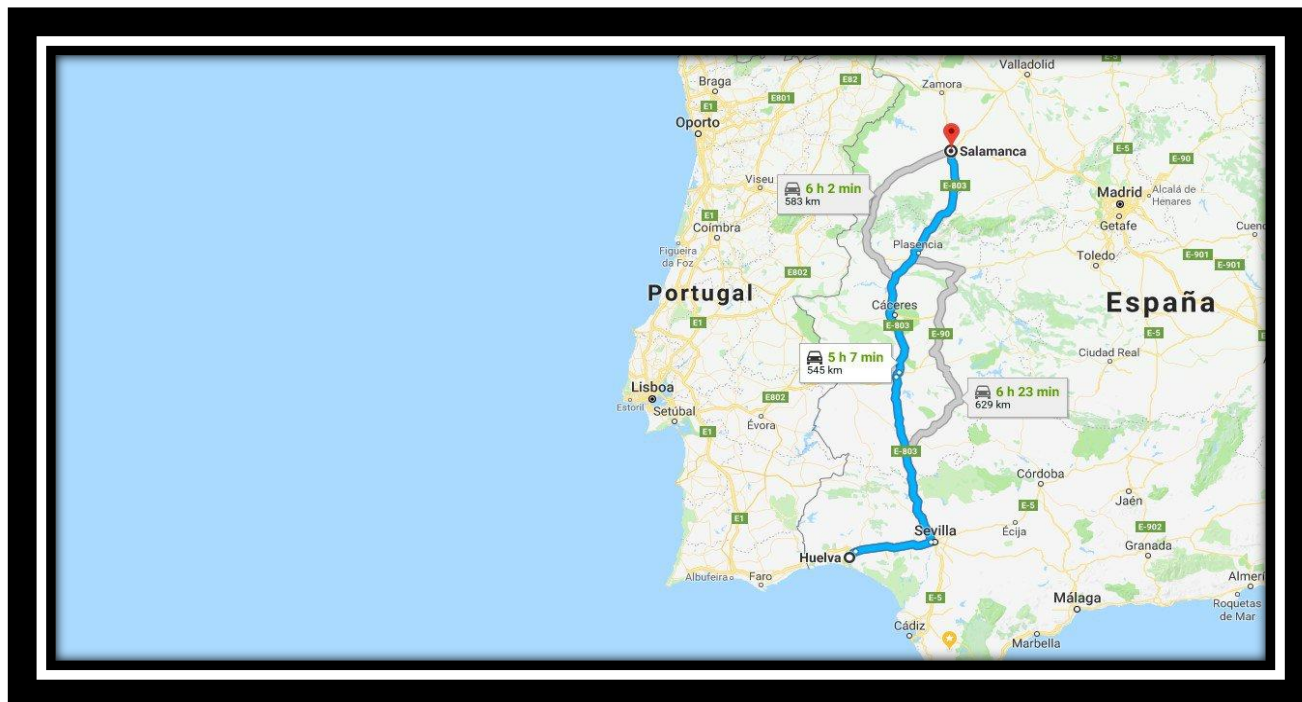 Valladolid
Braga
E82
E-5
Zamora
E801
E1
Oporto
Salamanca
E-5
E-90
6 h 2 min
583 km
Viseu
E-803
Madrid
Alcalá de
Henares
E1
Coímbra
Getafe
Figueira
da Foz
Plasencia
Toledo
E-901
E-901
E802
Portugal
Cáceres
España
E1
E-803
E-90
E-5
5 h 7 min
545 km
Ciudad Real
Lisboa
Estoril
Setúbal
E802
6 h 23 min
629 km
Évora
E1
E-803
Córdoba
Jaén
E-5
E1
Sevilla
Écija
E-902
Granada
Huelva
Albufeira
Faro
Almerí
E-5
Málaga
Roquetas
de Mar
Cádiz
Marbella